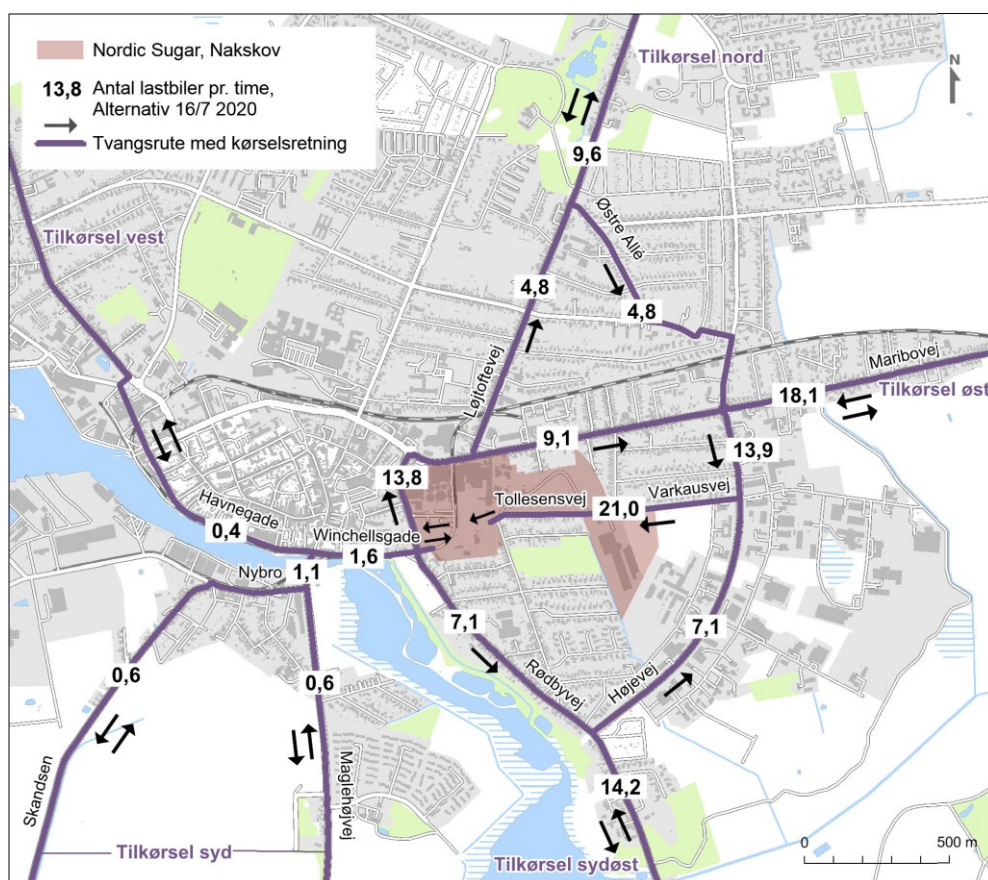 Nordic Sugar, Nakskov
13,8 Antal lastbiler pr. time,
Alternativ 16/7 2020
Tvangsrute med kørselsretning
Tilkørsel nord
N
9,6
Østre Allé
Tilkørsel vest
4,8
4,8
Løjtoftevej
Maribovej
18,1
Tilkørsel øst
9,1
13,9
13,8
Tollesensvej
Varkausvej
21,0
Havnegade
Winchellsgade
0,4
1,6
Nybro
1,1
7,1
7,1
0,6
0,6
Rødbyvej
Højevej
Skandsen
Maglehøjvej
14,2
Tilkørsel syd
Tilkørsel sydøst
0 500 m